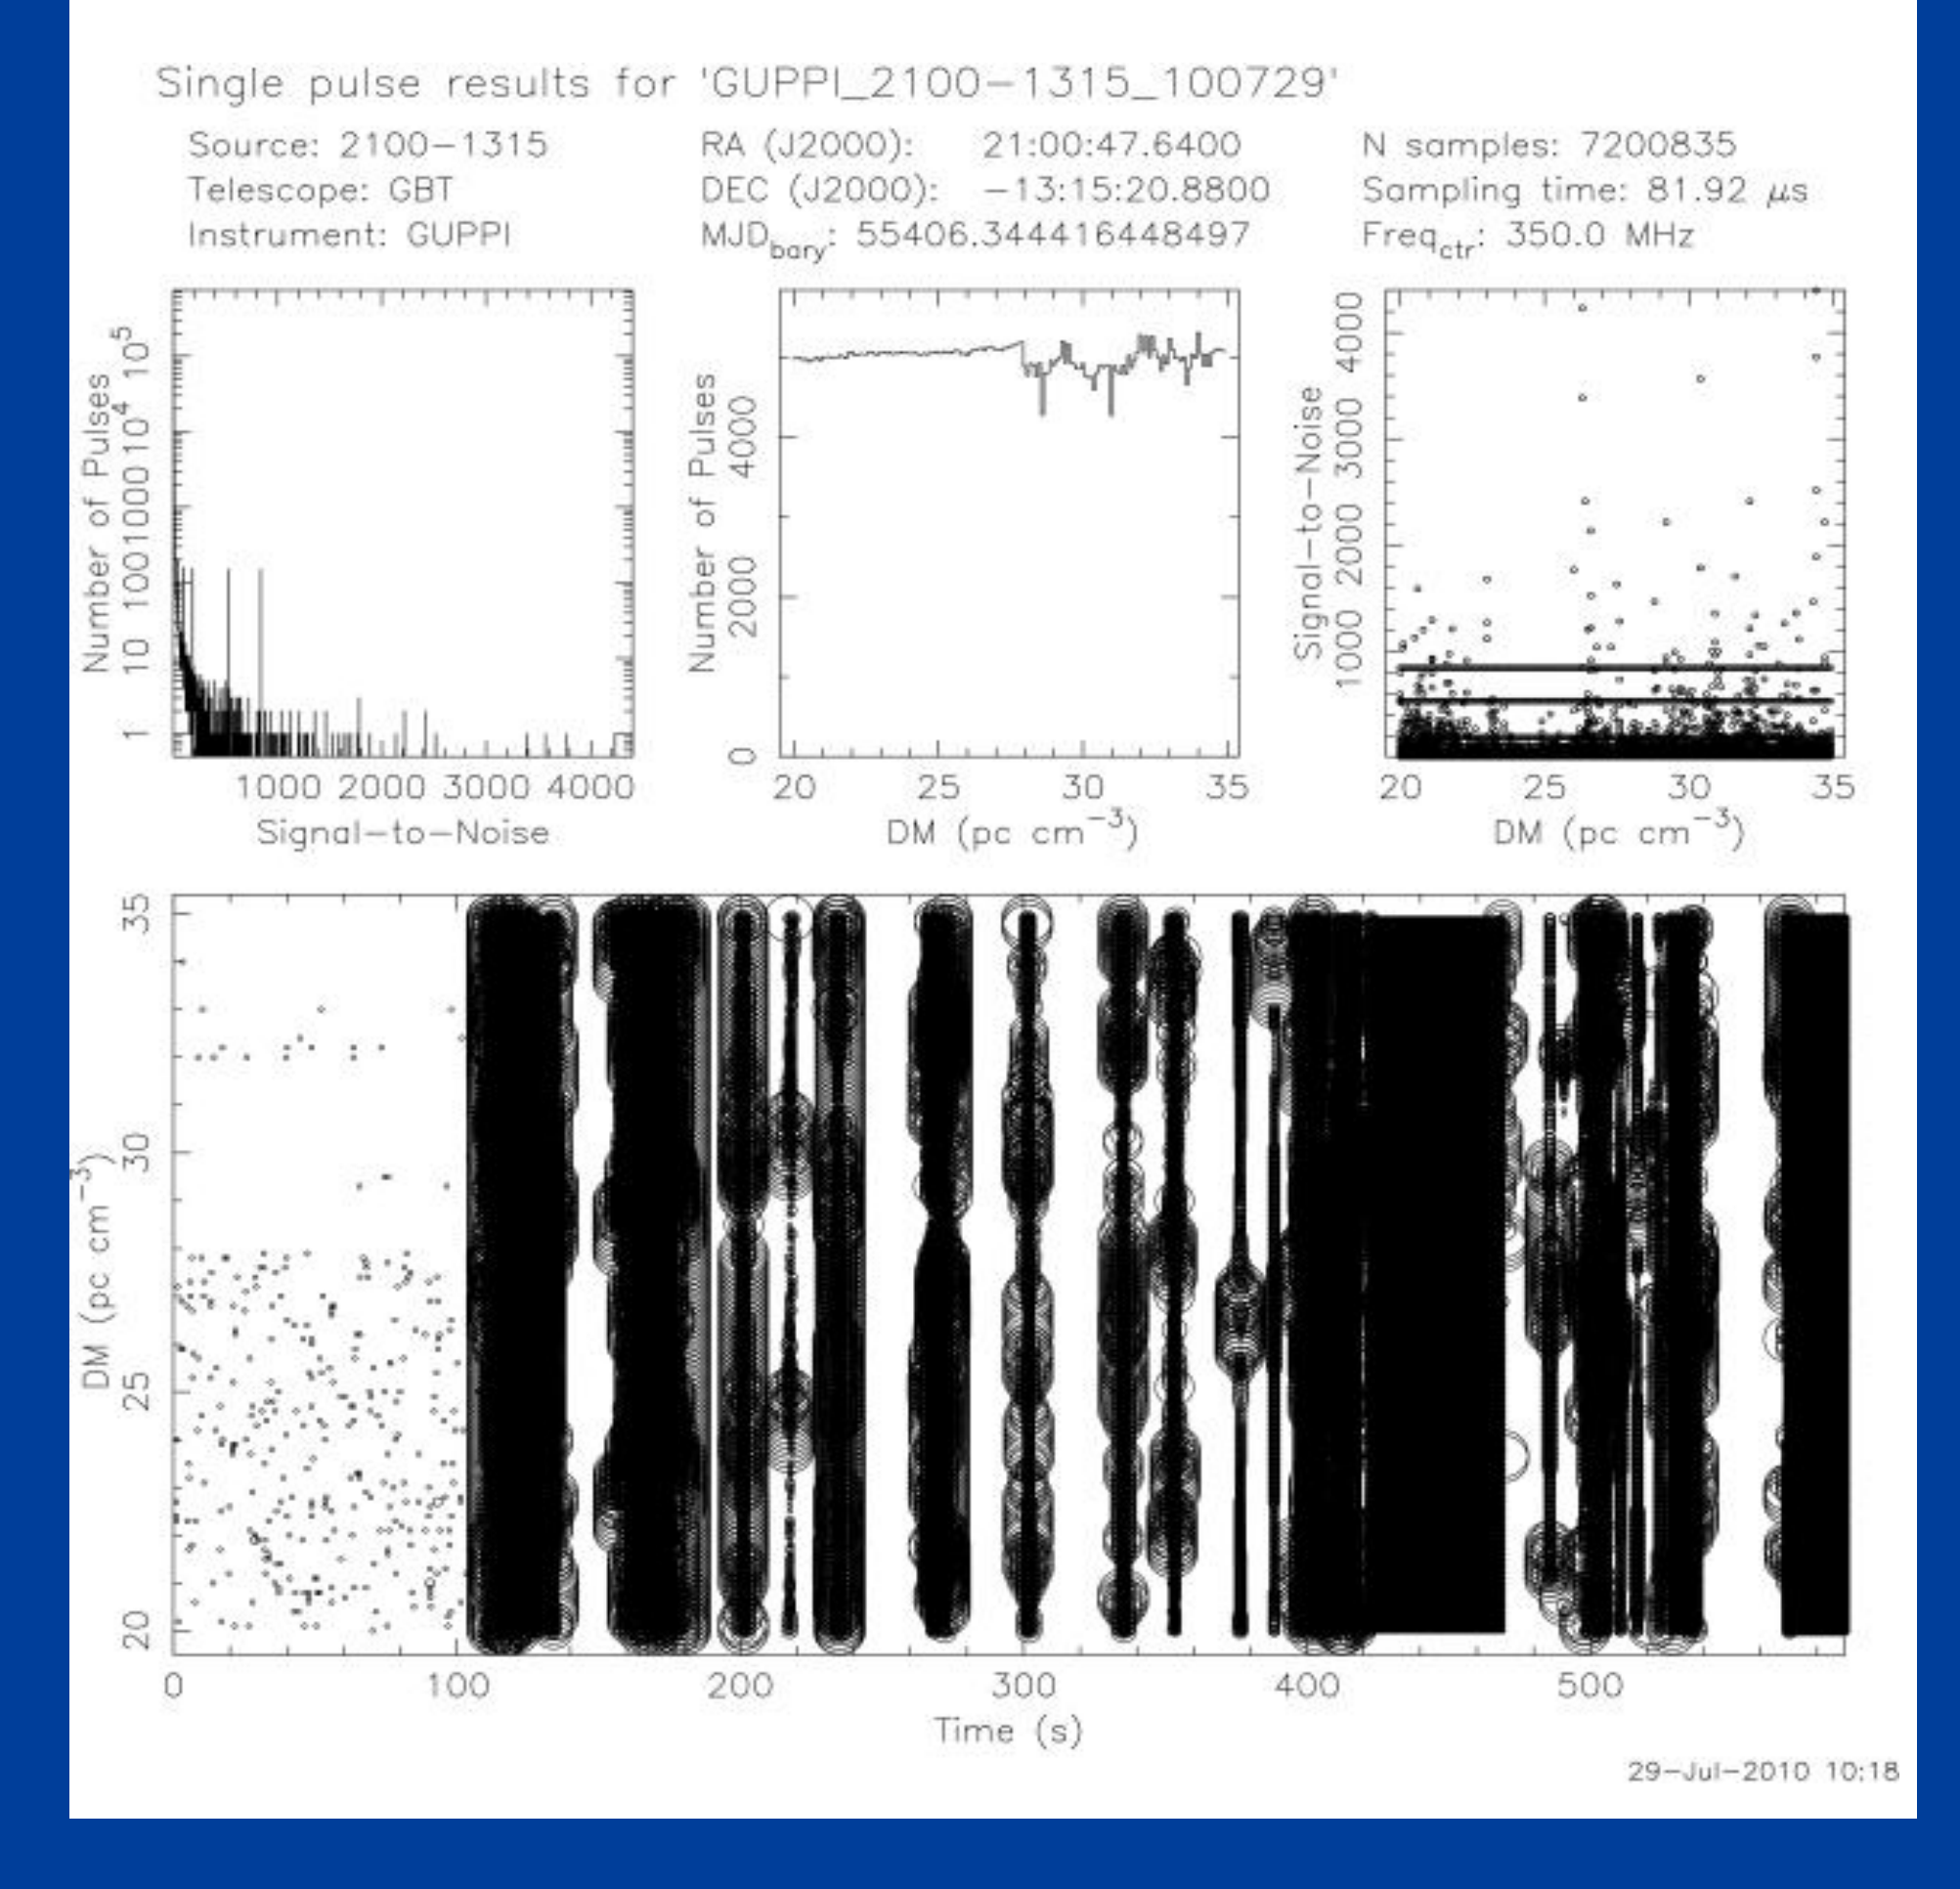 Single pulse results for 'GUPPI_2100−1315_100729'
Source: 2100−1315
RA (J2000): 21:00:47.6400
N samples: 7200835
Telescope: GBT
DEC (J2000): −13:15:20.8800
Sampling time: 81.92 μs
Instrument: GUPPI
MJDbary: 55406.344416448497
Freqctr: 350.0 MHz
Number of Pulses
1 10 100 1000 10^4 10^5
1000 2000 3000 4000
Signal−to−Noise
Number of Pulses
0 2000 4000
20 25 30 35
DM (pc cm^−3)
Signal−to−Noise
1000 2000 3000 4000
20 25 30 35
DM (pc cm^−3)
DM (pc cm^−3)
20 25 30 35
0 100 200 300 400 500
Time (s)
29−Jul−2010 10:18